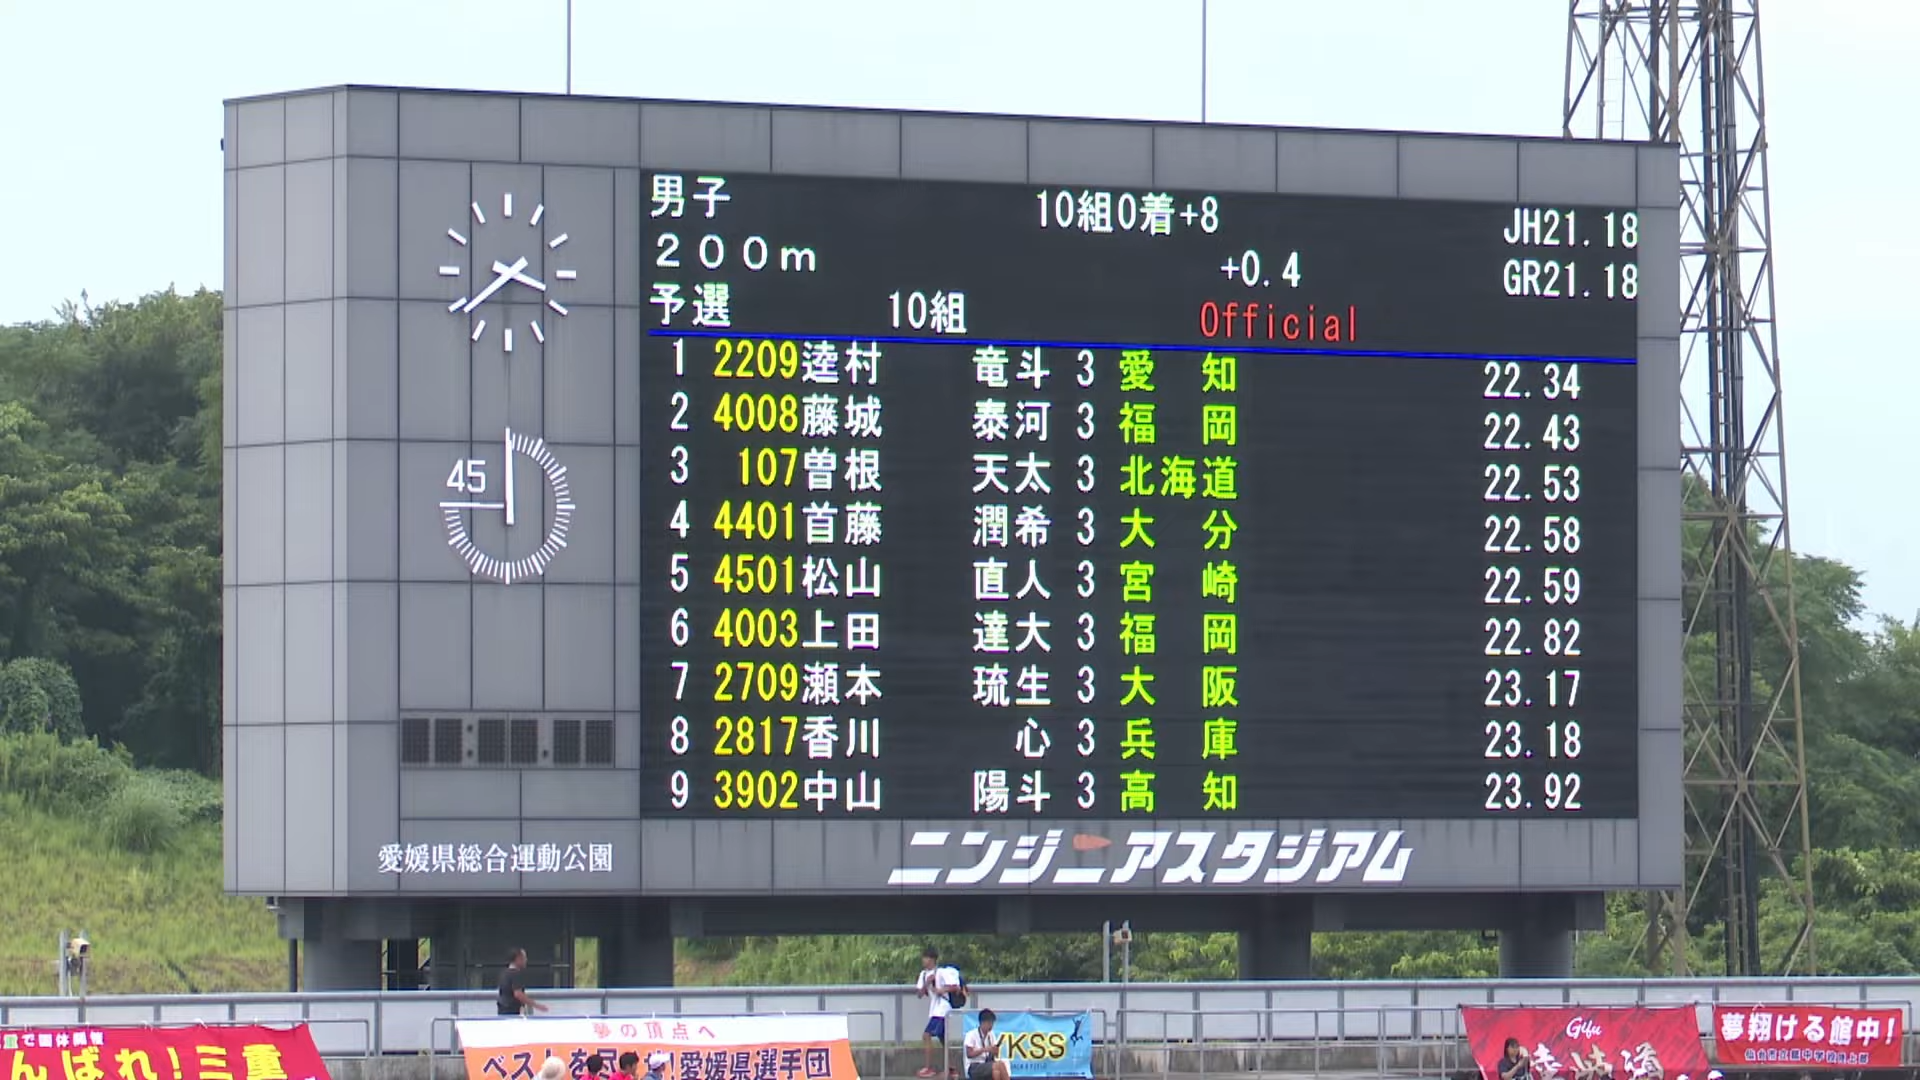 男子 10組0着+8 JH21.18
200m +0.4 GR21.18
予選 10組 Official
1 2209逵村 竜斗 3 愛知 22.34
2 4008藤城 泰河 3 福岡 22.43
3 107曽根 天太 3 北海道 22.53
4 4401首藤 潤希 3 大分 22.58
5 4501松山 直人 3 宮崎 22.59
6 4003上田 達大 3 福岡 22.82
7 2709瀬本 琉生 3 大阪 23.17
8 2817香川 心 3 兵庫 23.18
9 3902中山 陽斗 3 高知 23.92
45
愛媛県総合運動公園
ニンジニアスタジアム
んばれ!三重
夢の頂点へ
!愛媛県選手団
YKSS
Gifu
夢翔ける館中!